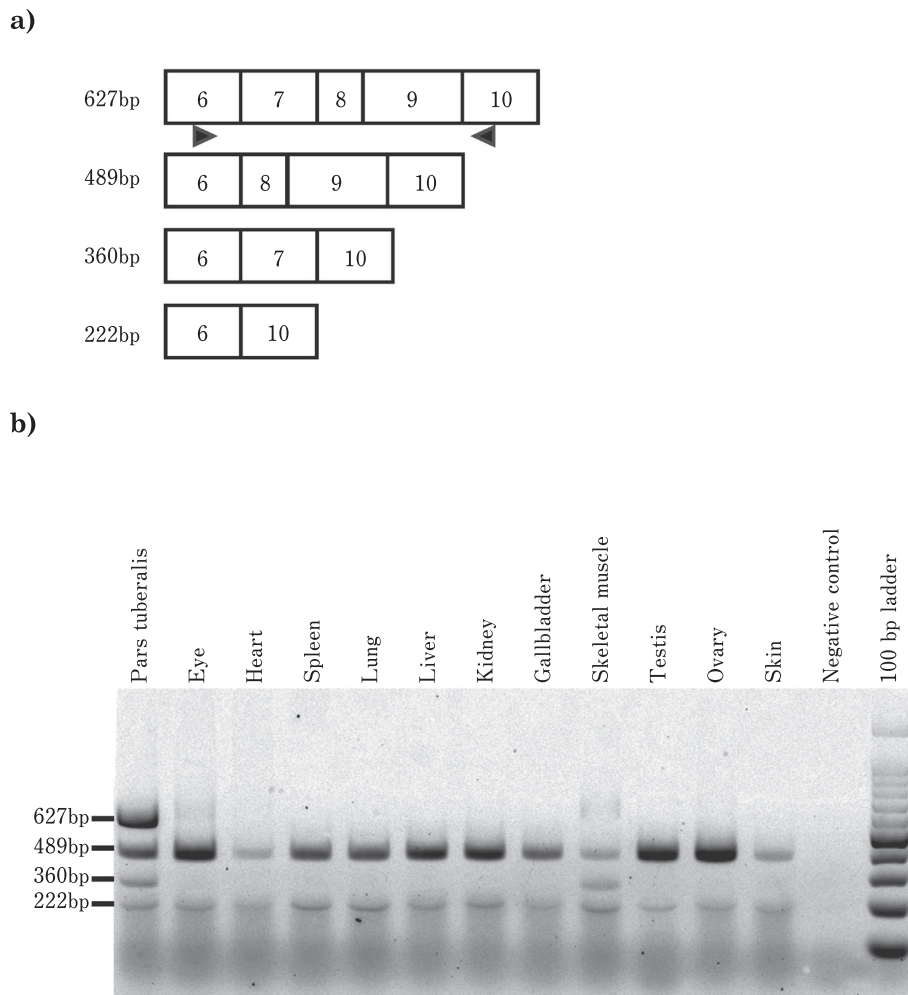 a)
627bp 6 7 8 9 10
489bp 6 8 9 10
360bp 6 7 10
222bp 6 10
b)
Pars tuberalis
Eye
Heart
Spleen
Lung
Liver
Kidney
Gallbladder
Skeletal muscle
Testis
Ovary
Skin
Negative control
100 bp ladder
627bp
489bp
360bp
222bp